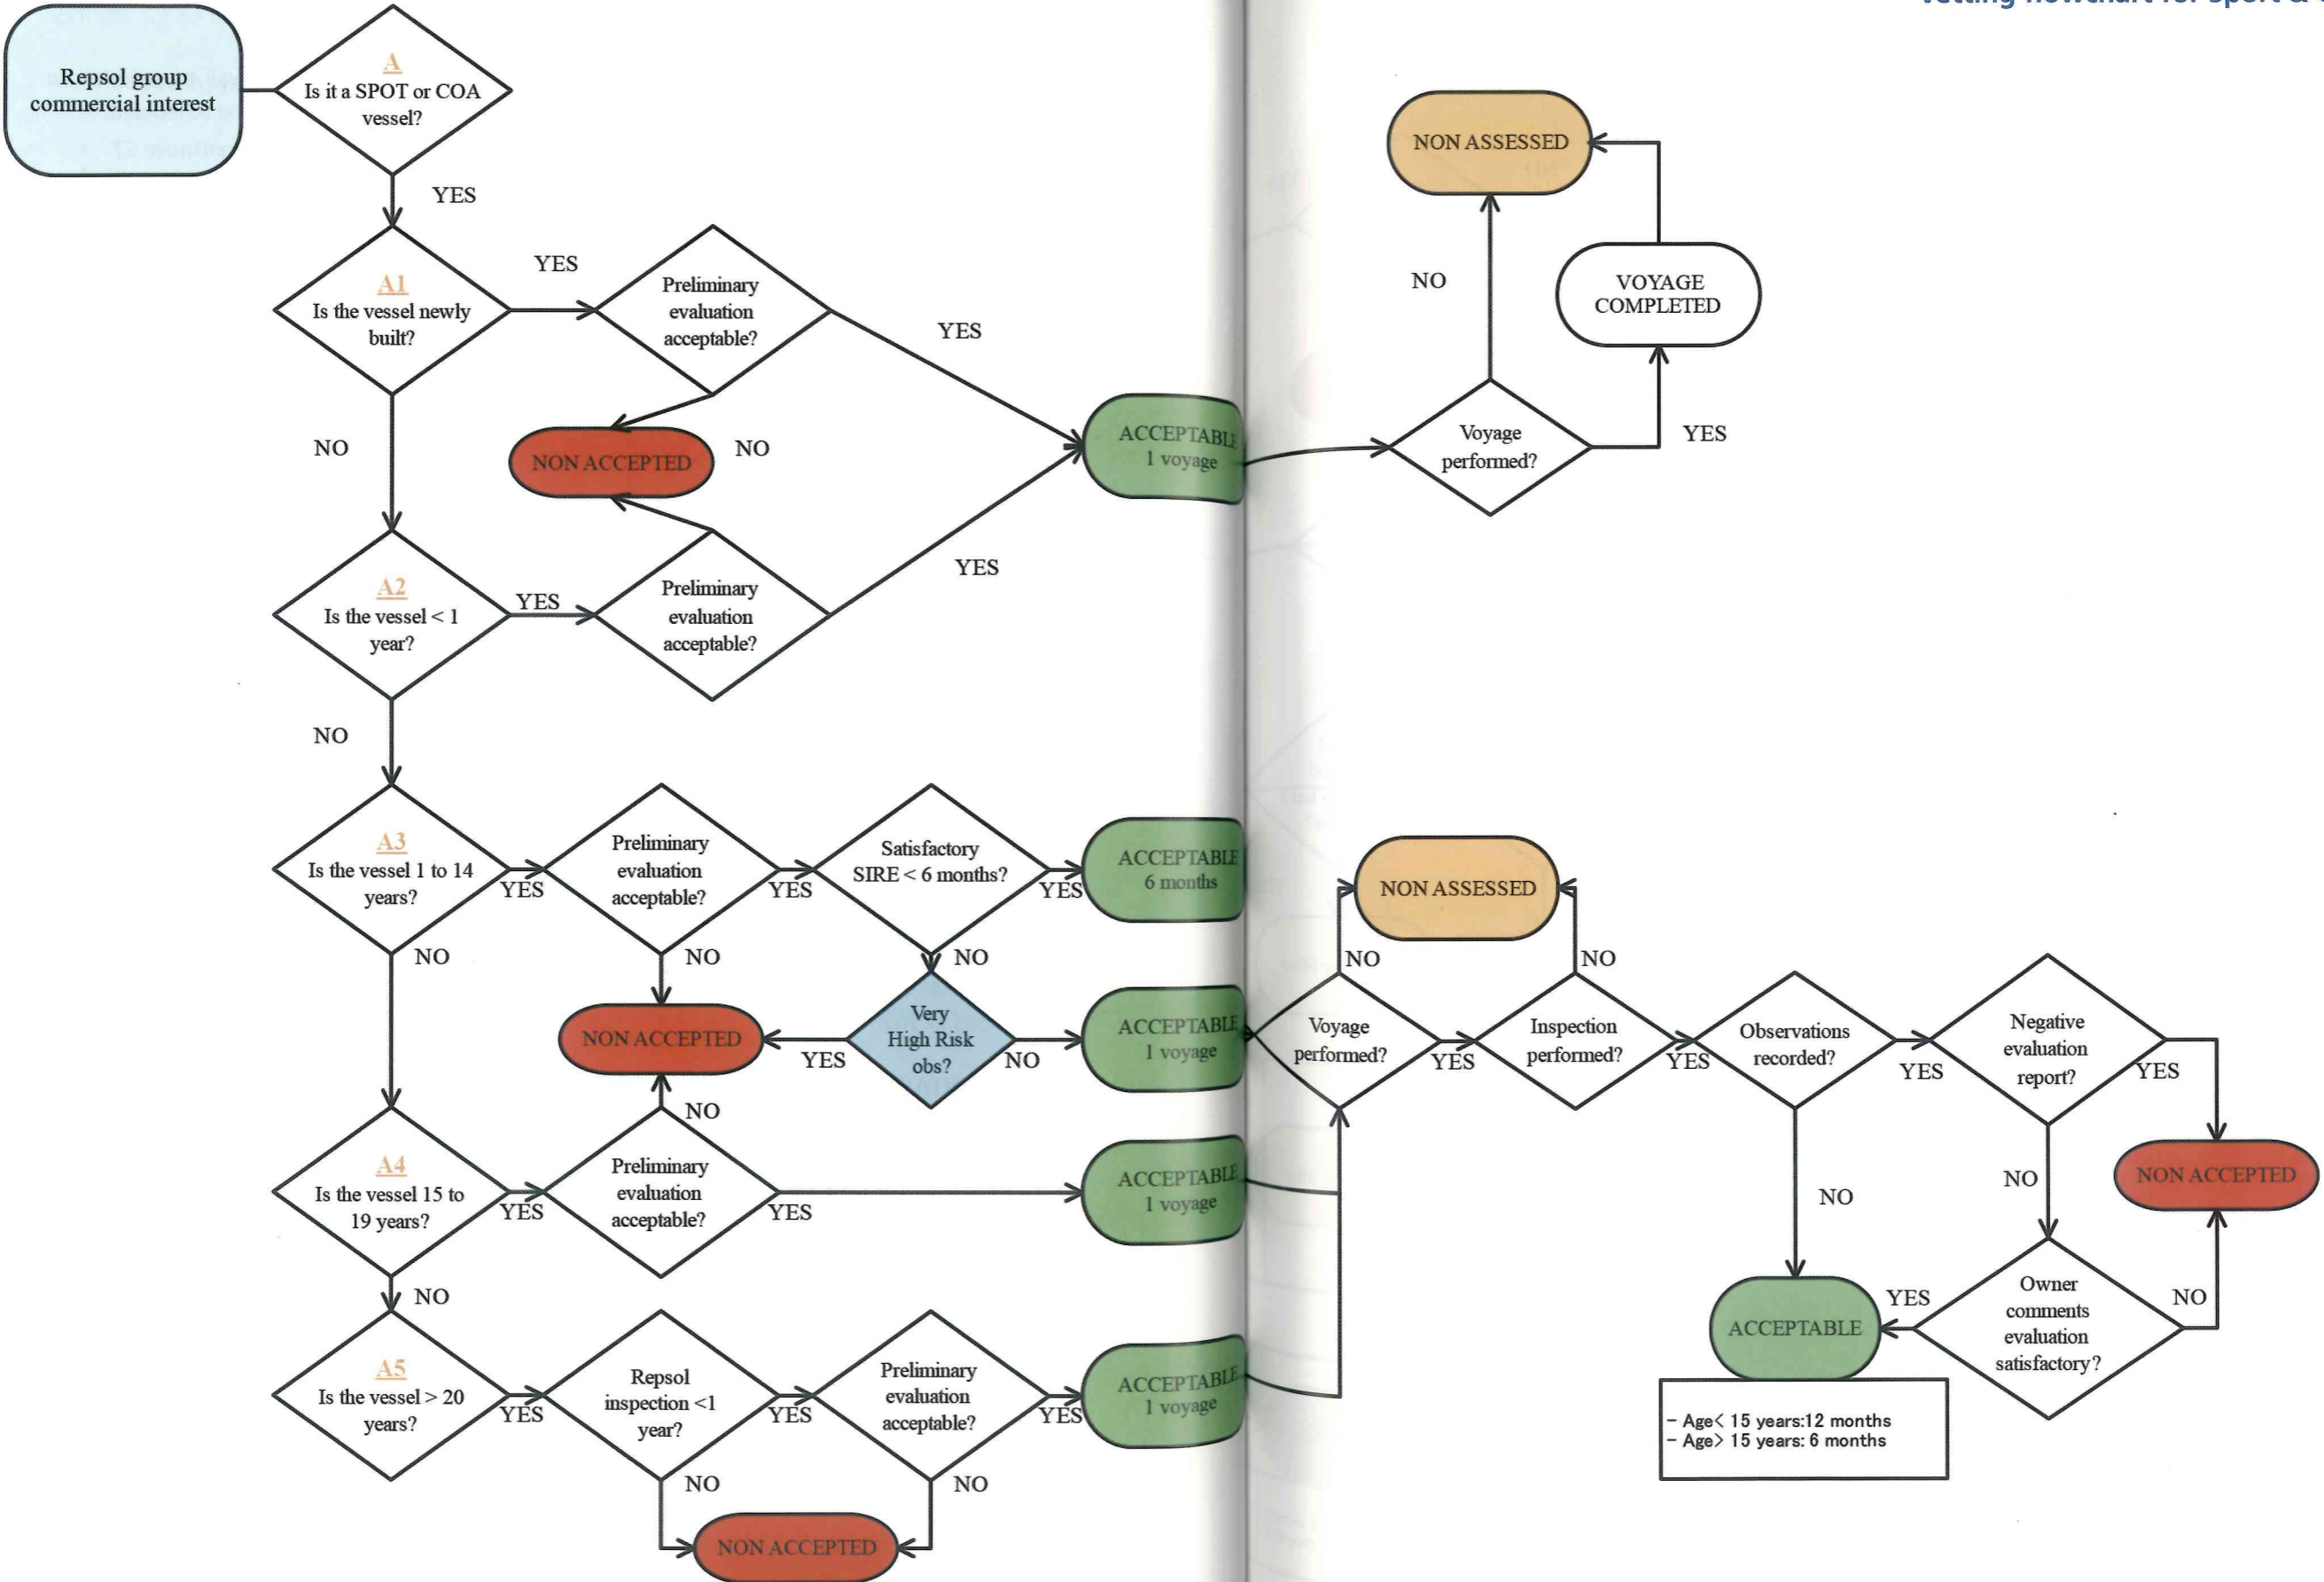 Vetting flowchart for Sport &
Repsol group
commercial interest
A
Is it a SPOT or COA
vessel?
YES
A1
Is the vessel newly
built?
YES
Preliminary
evaluation
acceptable?
YES
NO
NON ACCEPTED
NO
ACCEPTABLE
1 voyage
A2
Is the vessel < 1
year?
YES
Preliminary
evaluation
acceptable?
YES
NO
NON ASSESSED
NO
VOYAGE
COMPLETED
Voyage
performed?
YES
A3
Is the vessel 1 to 14
years?
YES
Preliminary
evaluation
acceptable?
YES
Satisfactory
SIRE < 6 months?
YES
ACCEPTABLE
6 months
NO
NO
NO
NON ACCEPTED
YES
Very
High Risk
obs?
NO
ACCEPTABLE
1 voyage
NON ASSESSED
NO
NO
Voyage
performed?
YES
Inspection
performed?
YES
Observations
recorded?
YES
Negative
evaluation
report?
YES
NO
A4
Is the vessel 15 to
19 years?
YES
Preliminary
evaluation
acceptable?
YES
ACCEPTABLE
1 voyage
NO
NO
NON ACCEPTED
NO
A5
Is the vessel > 20
years?
YES
Repsol
inspection <1
year?
YES
Preliminary
evaluation
acceptable?
YES
ACCEPTABLE
1 voyage
NO
NO
NON ACCEPTED
ACCEPTABLE
YES
Owner
comments
evaluation
satisfactory?
NO
- Age< 15 years:12 months
- Age> 15 years: 6 months